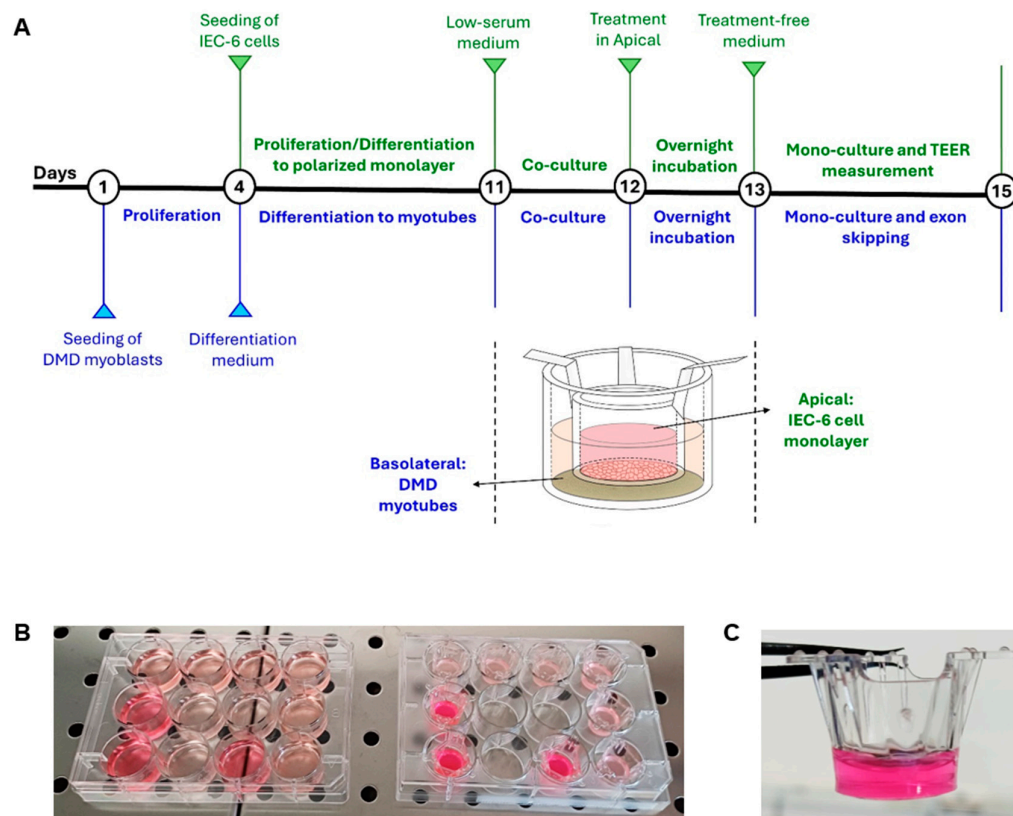 A
Seeding of
IEC-6 cells
Low-serum
medium
Treatment
in Apical
Treatment-free
medium
Days
1
4
11
12
13
15
Proliferation/Differentiation
to polarized monolayer
Co-culture
Overnight
incubation
Mono-culture and TEER
measurement
Proliferation
Differentiation to myotubes
Co-culture
Overnight
incubation
Mono-culture and exon
skipping
Seeding of
DMD myoblasts
Differentiation
medium
Apical:
IEC-6 cell
monolayer
Basolateral:
DMD
myotubes
B
C